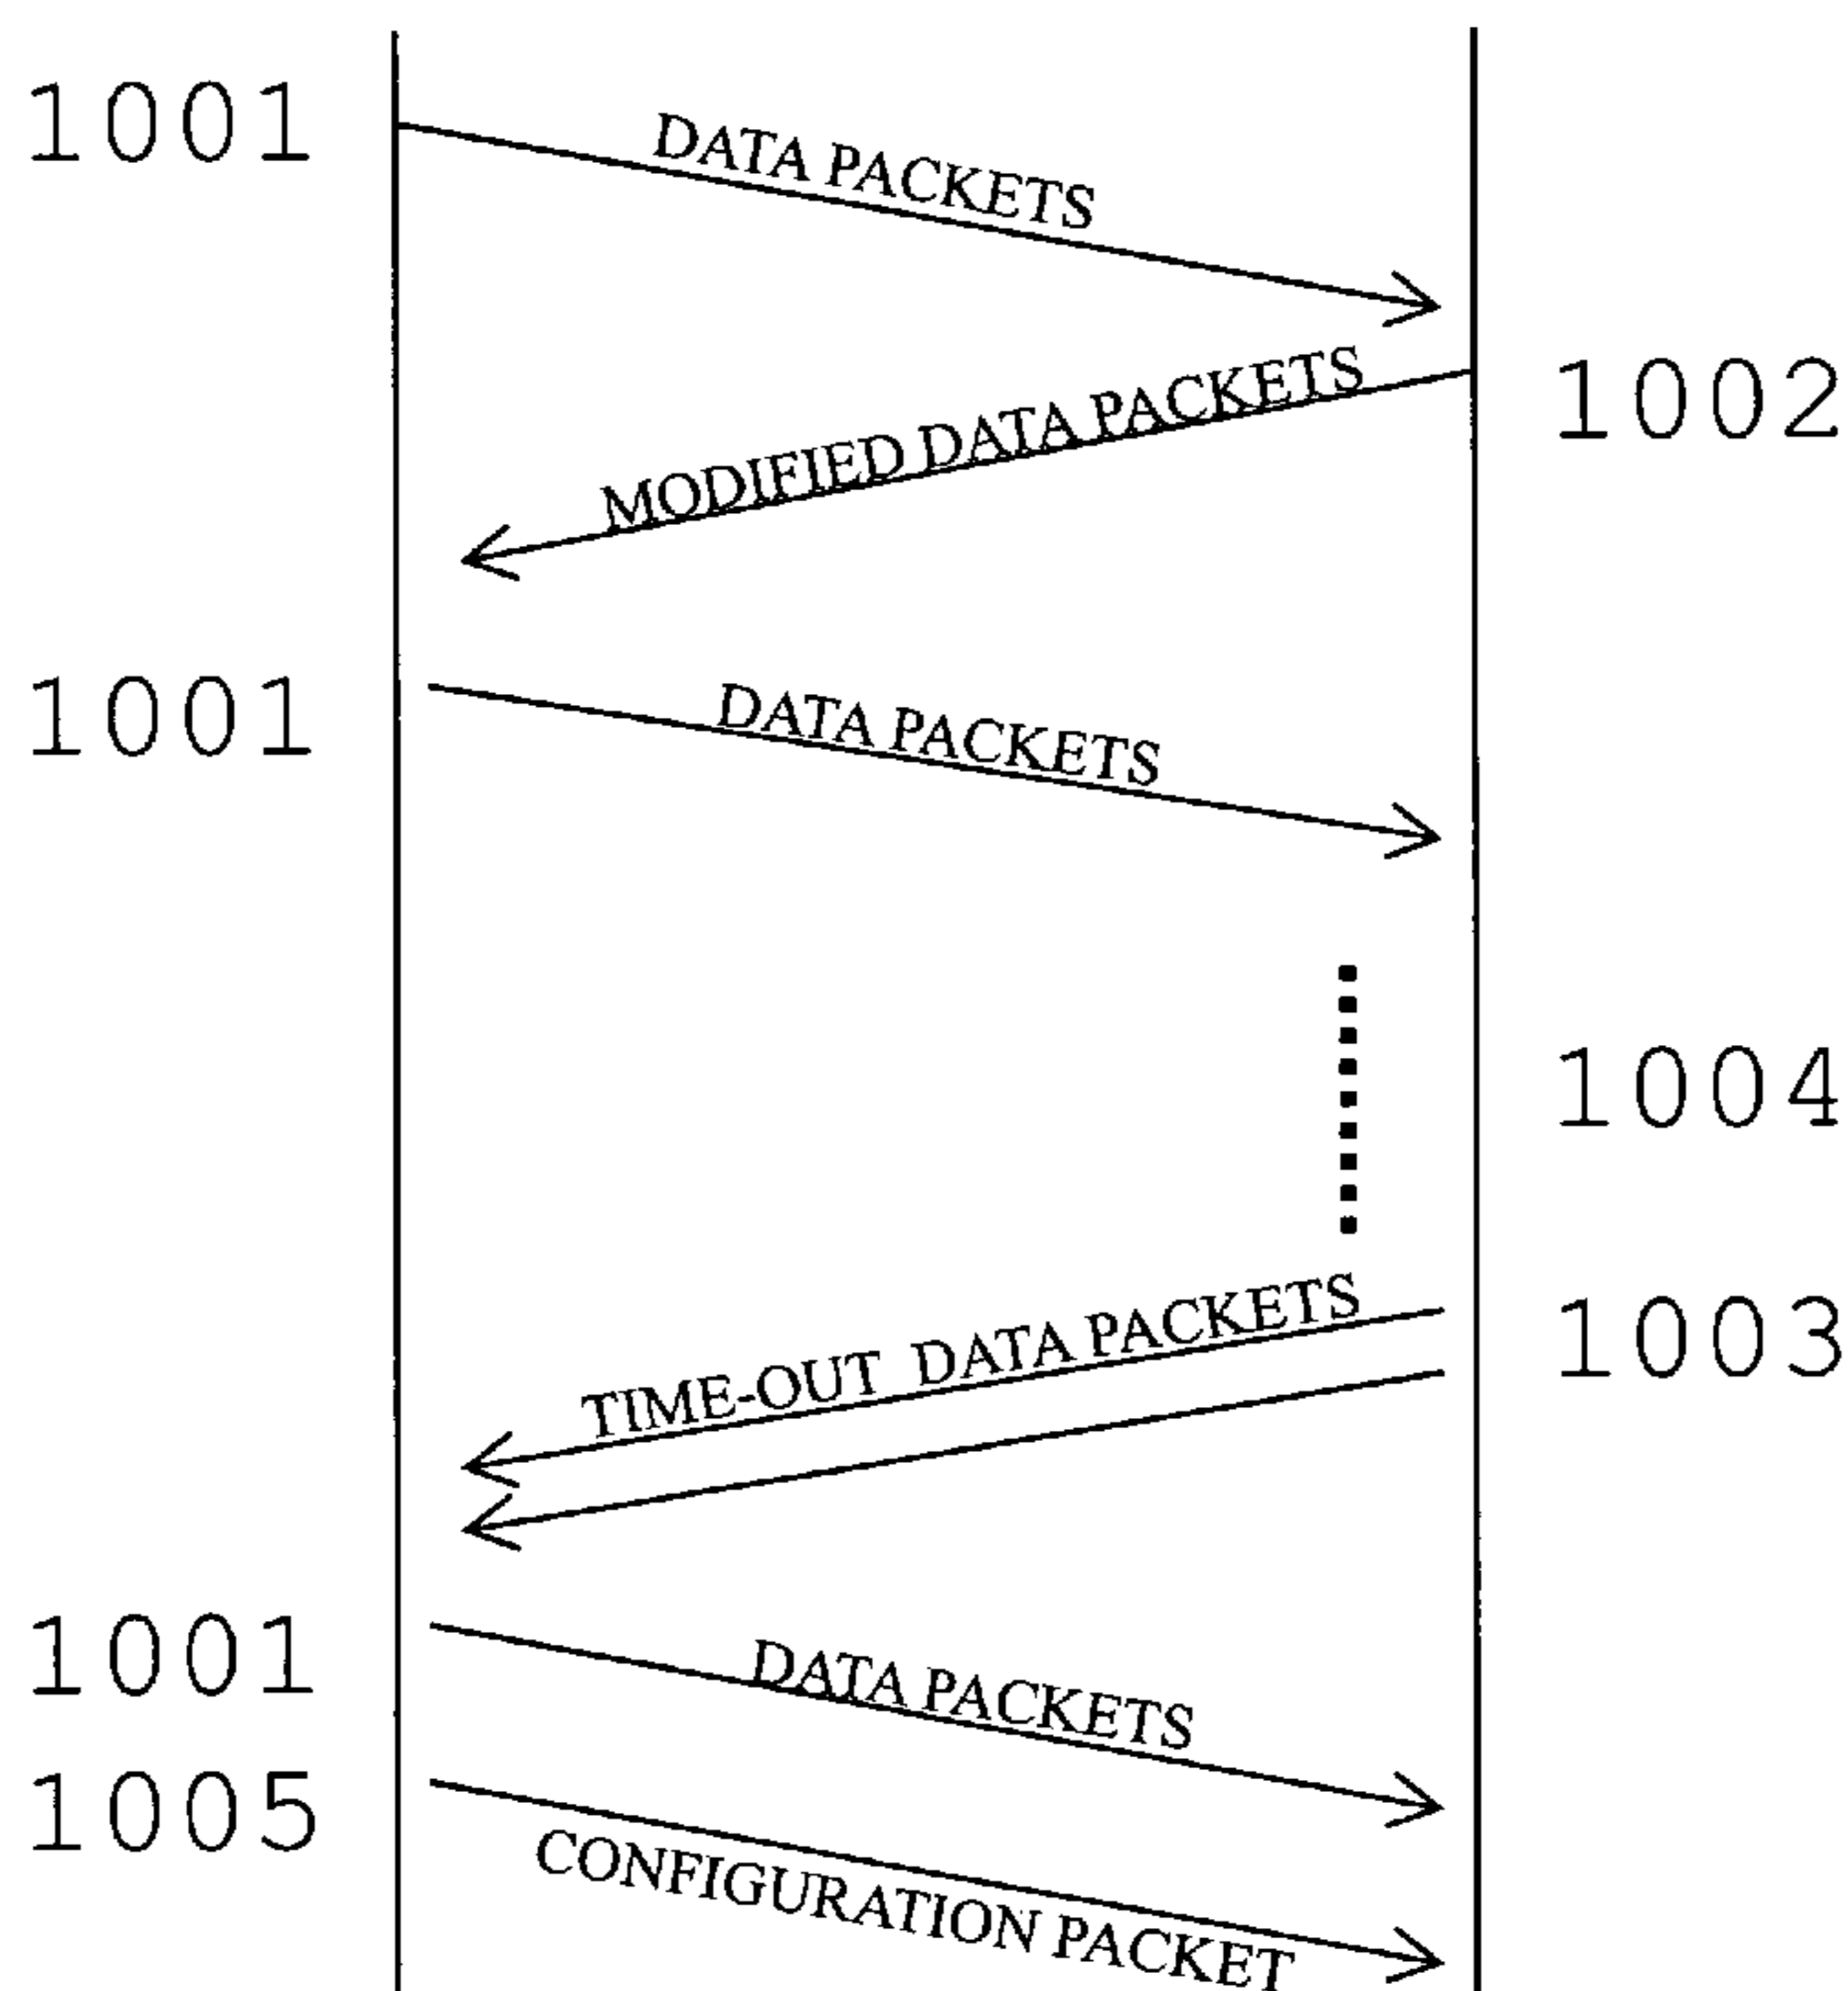 1001
DATA PACKETS
MODIFIED DATA PACKETS
1002
1001
DATA PACKETS
1004
TIME-OUT DATA PACKETS
1003
1001
DATA PACKETS
1005
CONFIGURATION PACKET